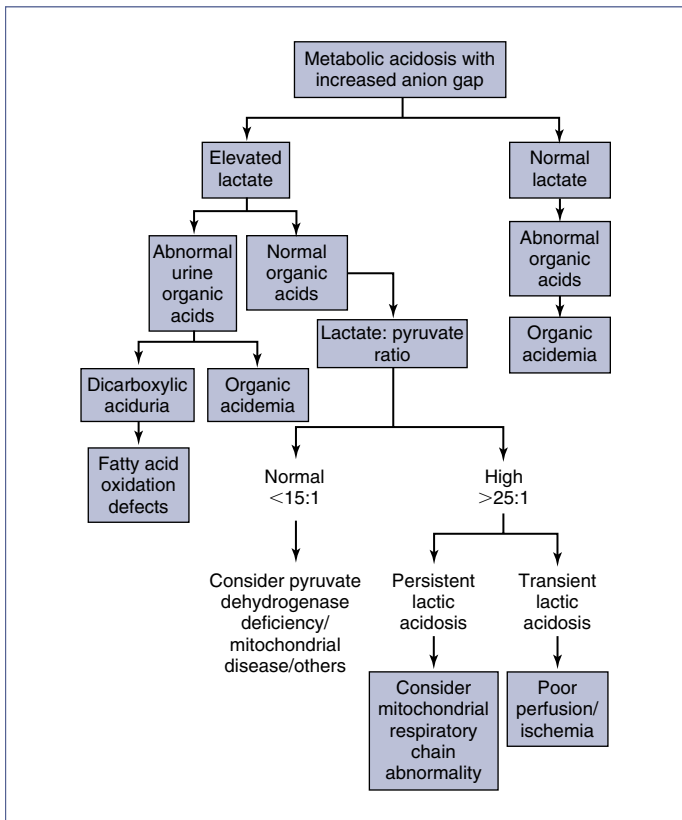 Metabolic acidosis with
increased anion gap
Elevated
lactate
Normal
lactate
Abnormal
urine
organic
acids
Normal
organic
acids
Abnormal
organic
acids
Lactate: pyruvate
ratio
Organic
acidemia
Dicarboxylic
aciduria
Organic
acidemia
Fatty acid
oxidation
defects
Normal
<15:1
High
>25:1
Consider pyruvate
dehydrogenase
deficiency/
mitochondrial
disease/others
Persistent
lactic
acidosis
Transient
lactic
acidosis
Consider
mitochondrial
respiratory
chain
abnormality
Poor
perfusion/
ischemia